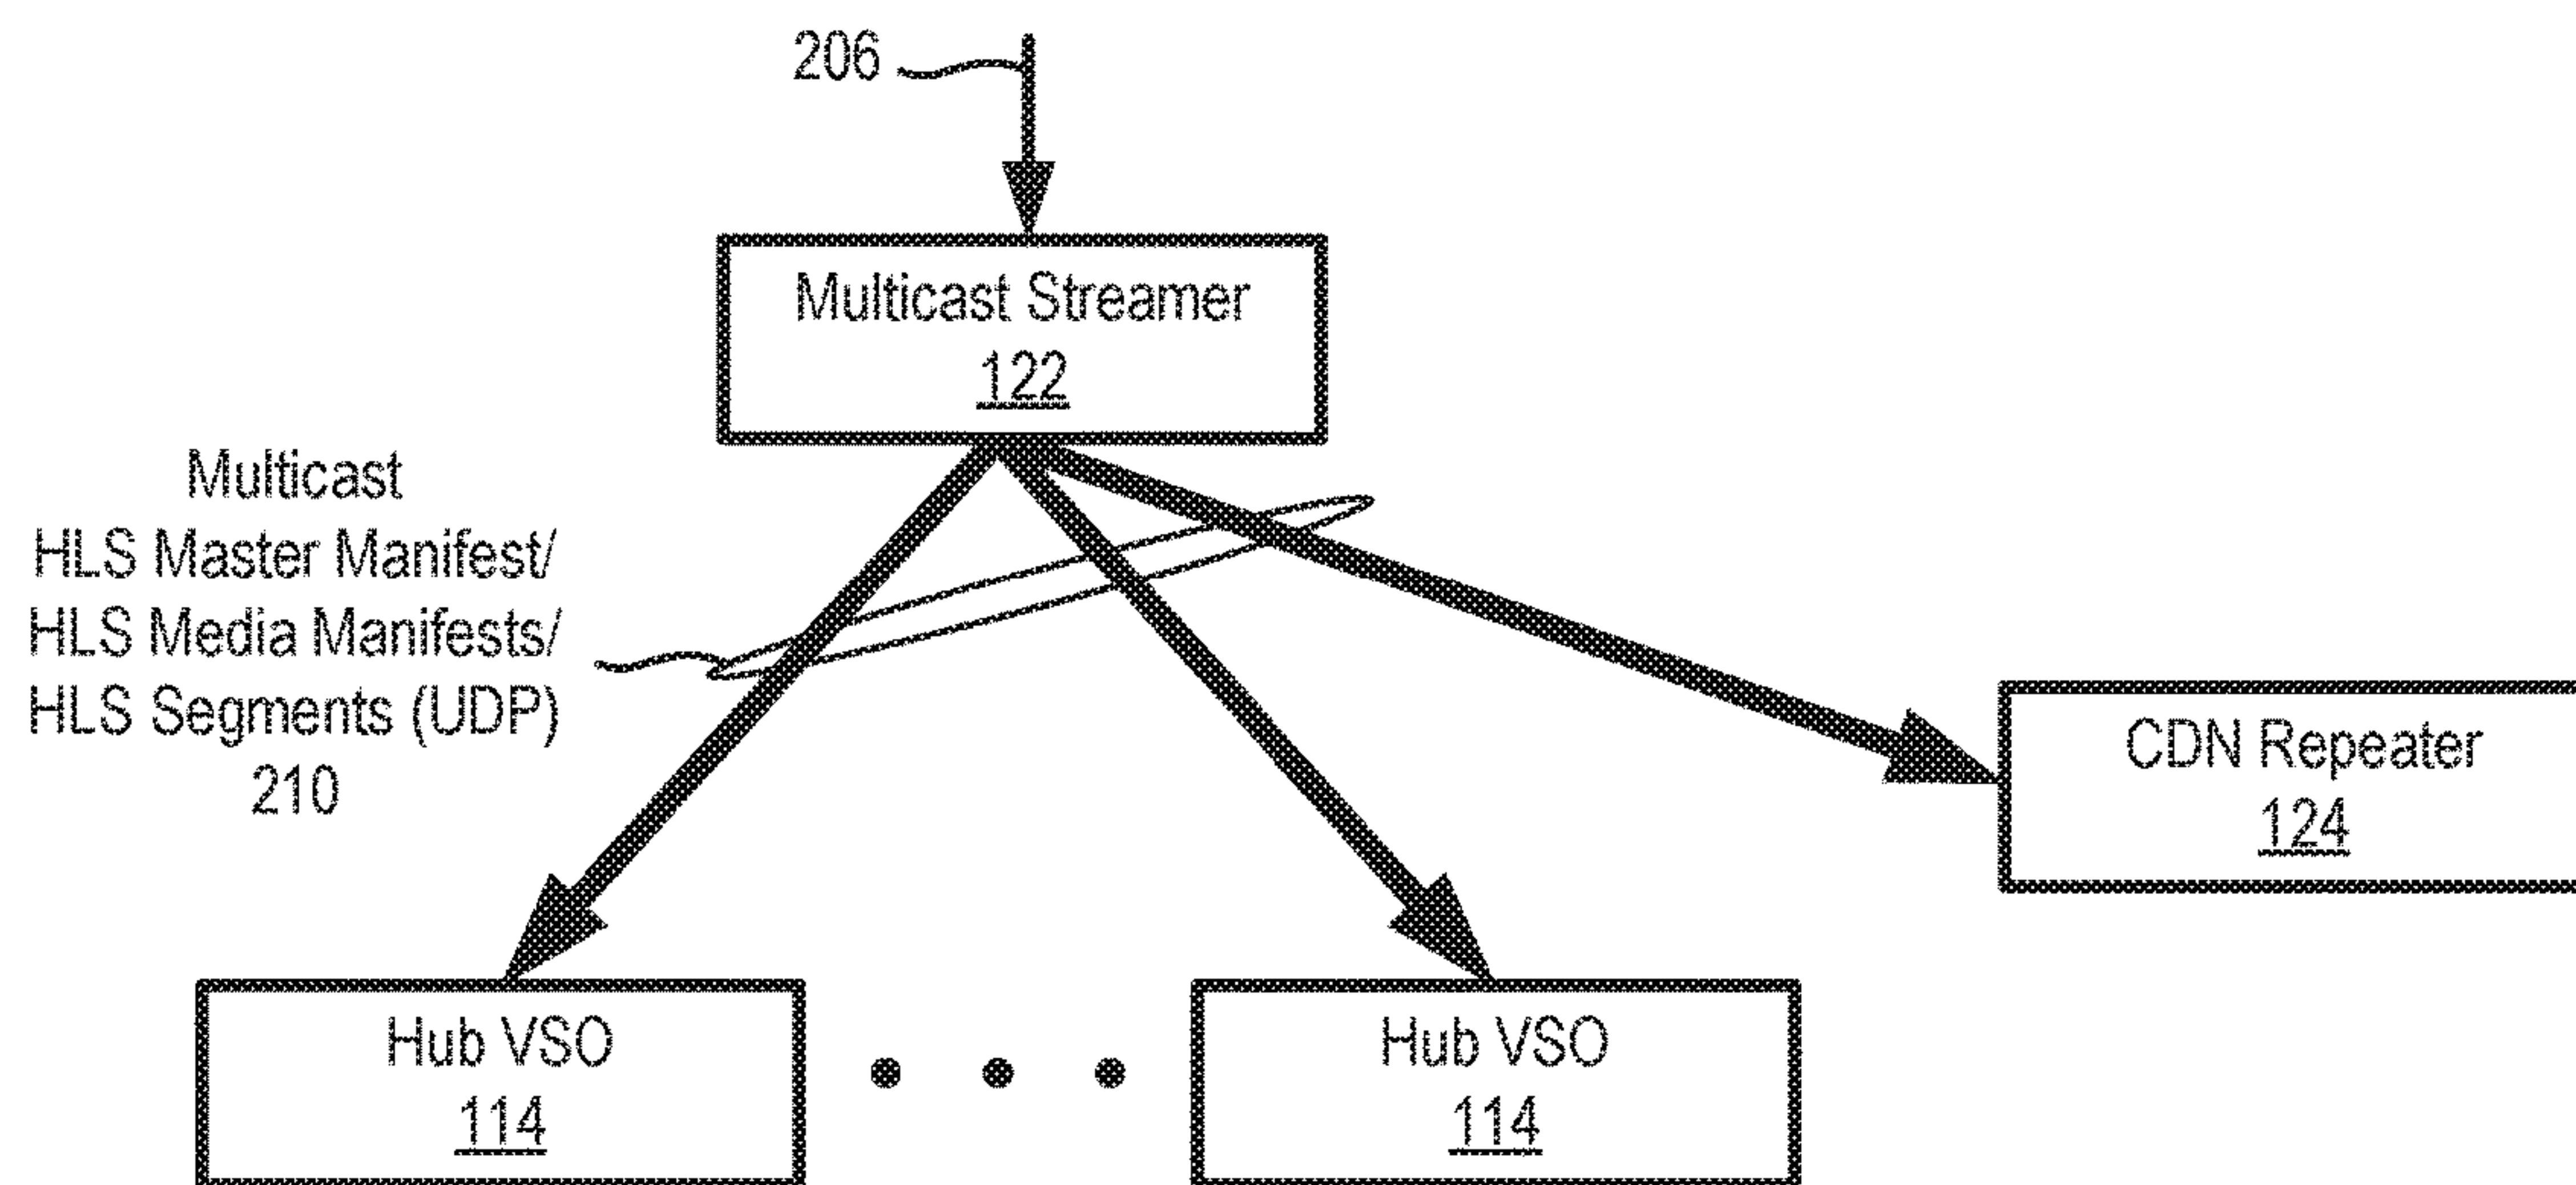 206
Multicast Streamer
122
Multicast
HLS Master Manifest/
HLS Media Manifests/
HLS Segments (UDP)
210
CDN Repeater
124
Hub VSO
114
Hub VSO
114